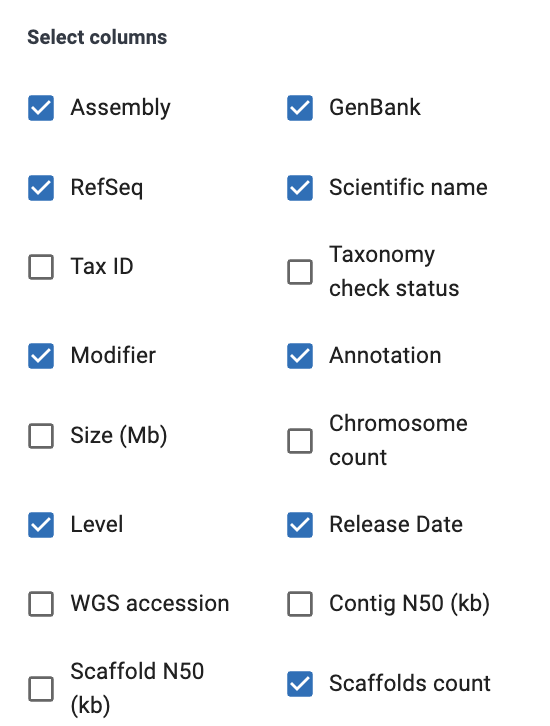 Select columns
Assembly
GenBank
RefSeq
Scientific name
Tax ID
Taxonomy
check status
Modifier
Annotation
Size (Mb)
Chromosome
count
Level
Release Date
WGS accession
Contig N50 (kb)
Scaffold N50
(kb)
Scaffolds count